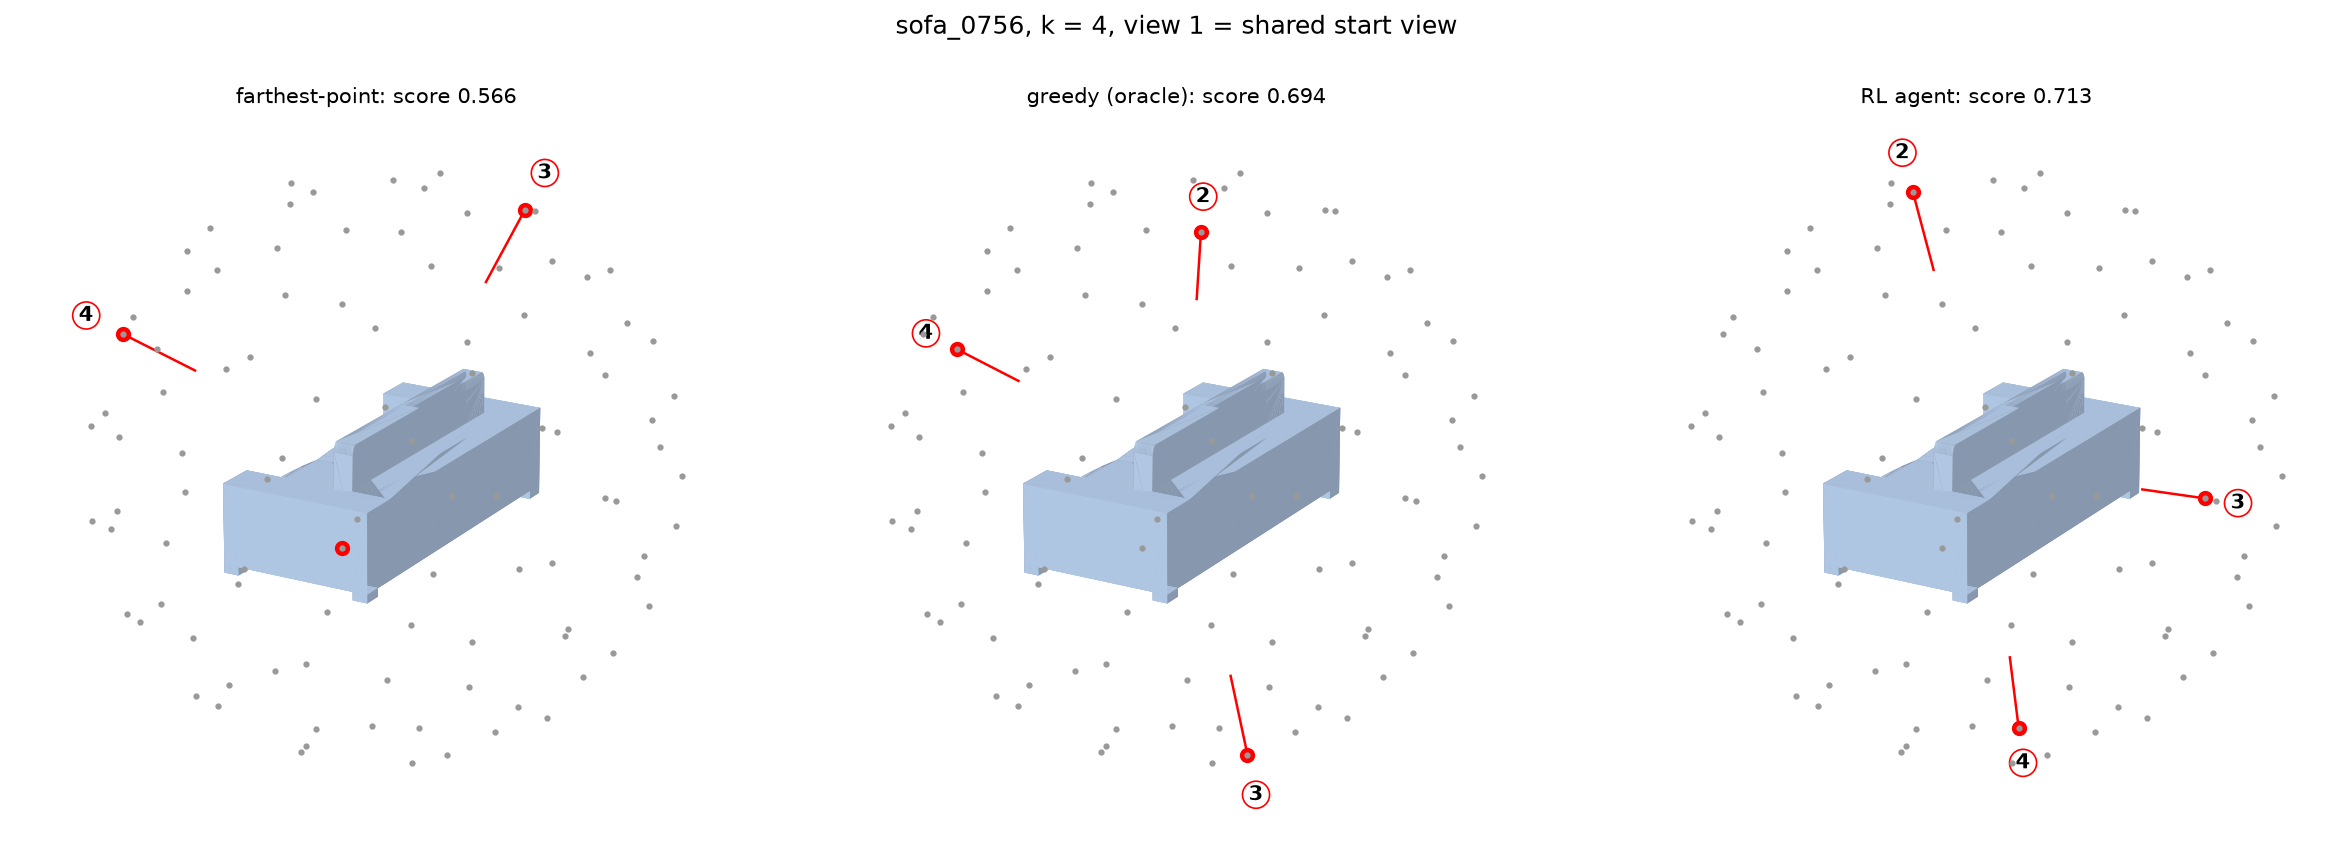 sofa_0756, k = 4, view 1 = shared start view
farthest-point: score 0.566
3
4
greedy (oracle): score 0.694
2
4
3
RL agent: score 0.713
2
3
4